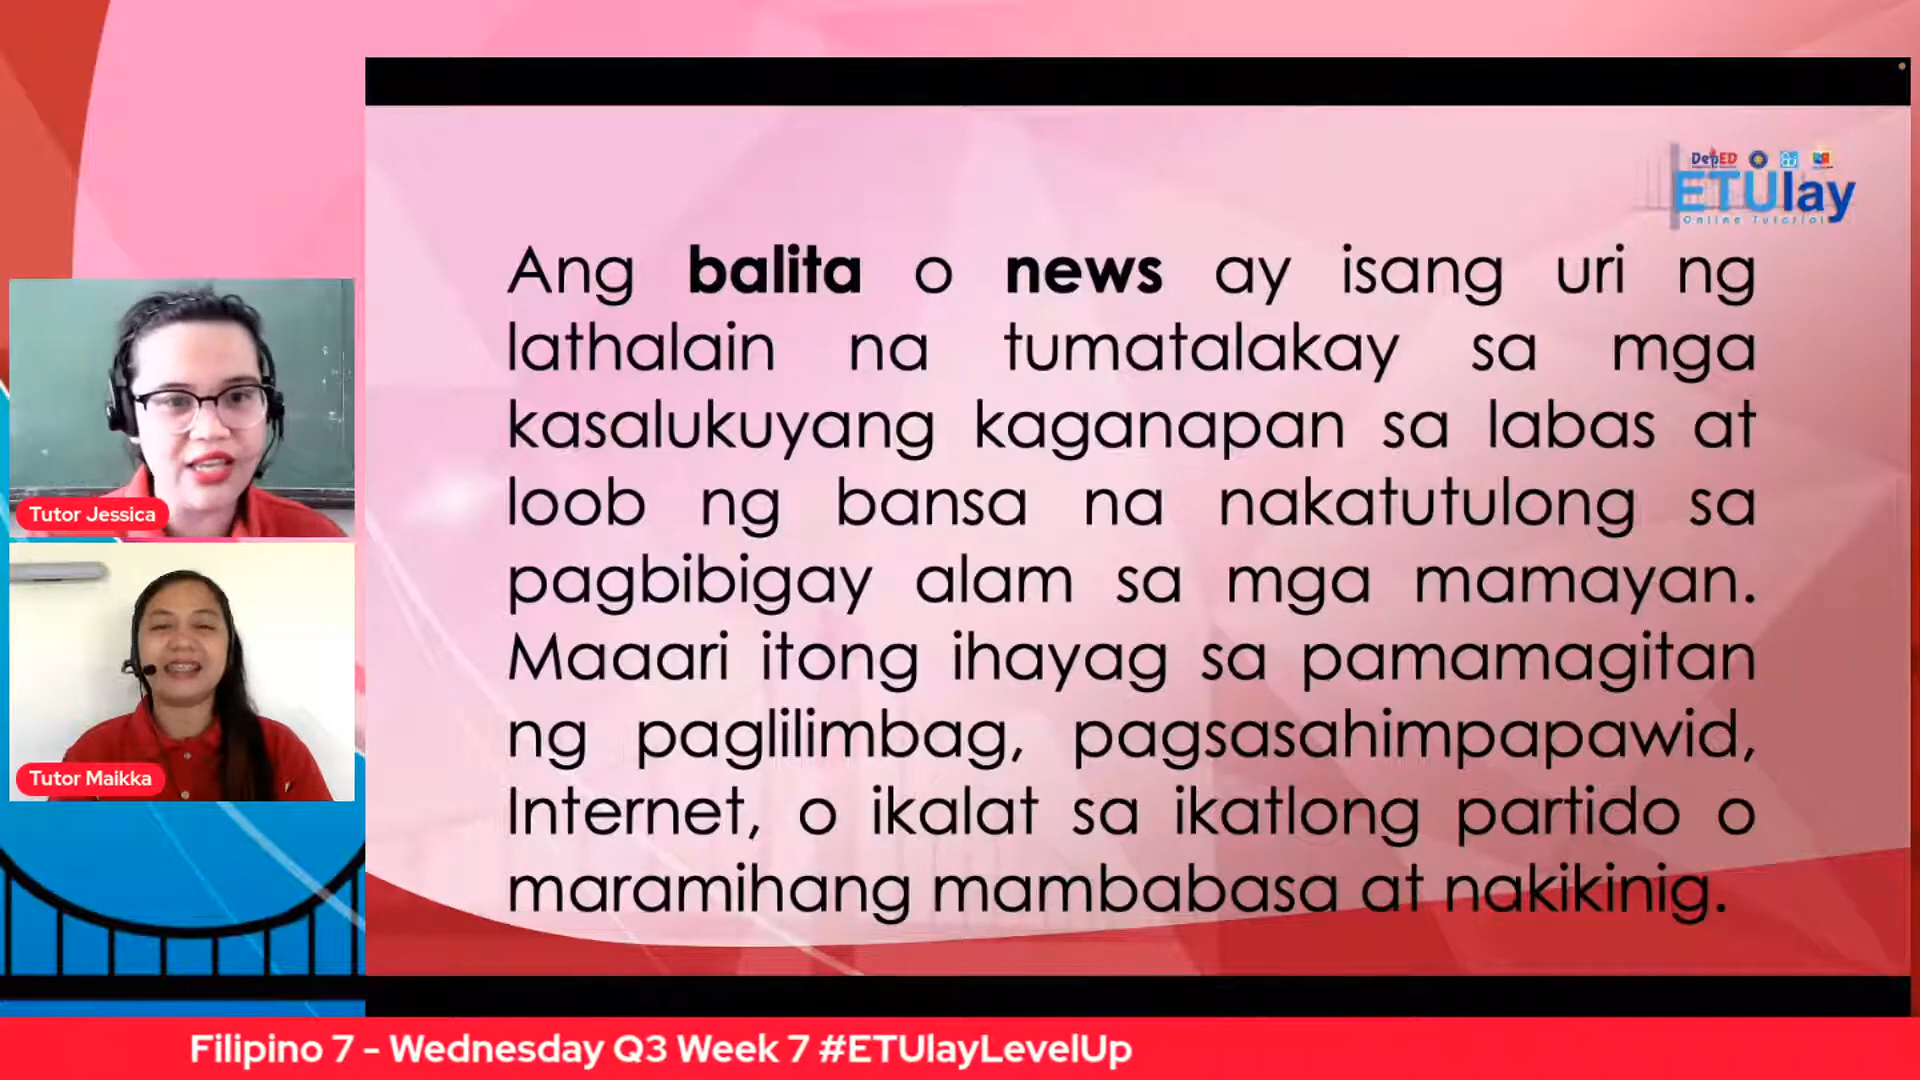 DepED
ETUlay
Online Tutorial
Ang balita o news ay isang uri ng
lathalain na tumatalakay sa mga
kasalukuyang kaganapan sa labas at
loob ng bansa na nakatutulong sa
pagbibigay alam sa mga mamayan.
Maaari itong ihayag sa pamamagitan
ng paglilimbag, pagsasahimpapawid,
Internet, o ikalat sa ikatlong partido o
maramihang mambabasa at nakikinig.
Tutor Jessica
Tutor Maikka
Filipino 7 - Wednesday Q3 Week 7 #ETUlayLevelUp